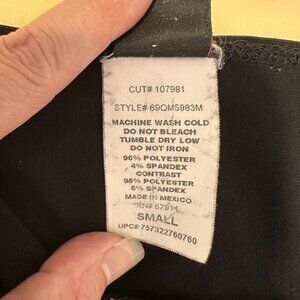 CUT# 107981
STYLE# 69QM5983M
MACHINE WASH COLD
DO NOT BLEACH
TUMBLE DRY LOW
DO NOT IRON
96% POLYESTER
4% SPANDEX
CONTRAST
95% POLYESTER
5% SPANDEX
MADE IN MEXICO
SMALL
UPC# 757322760760